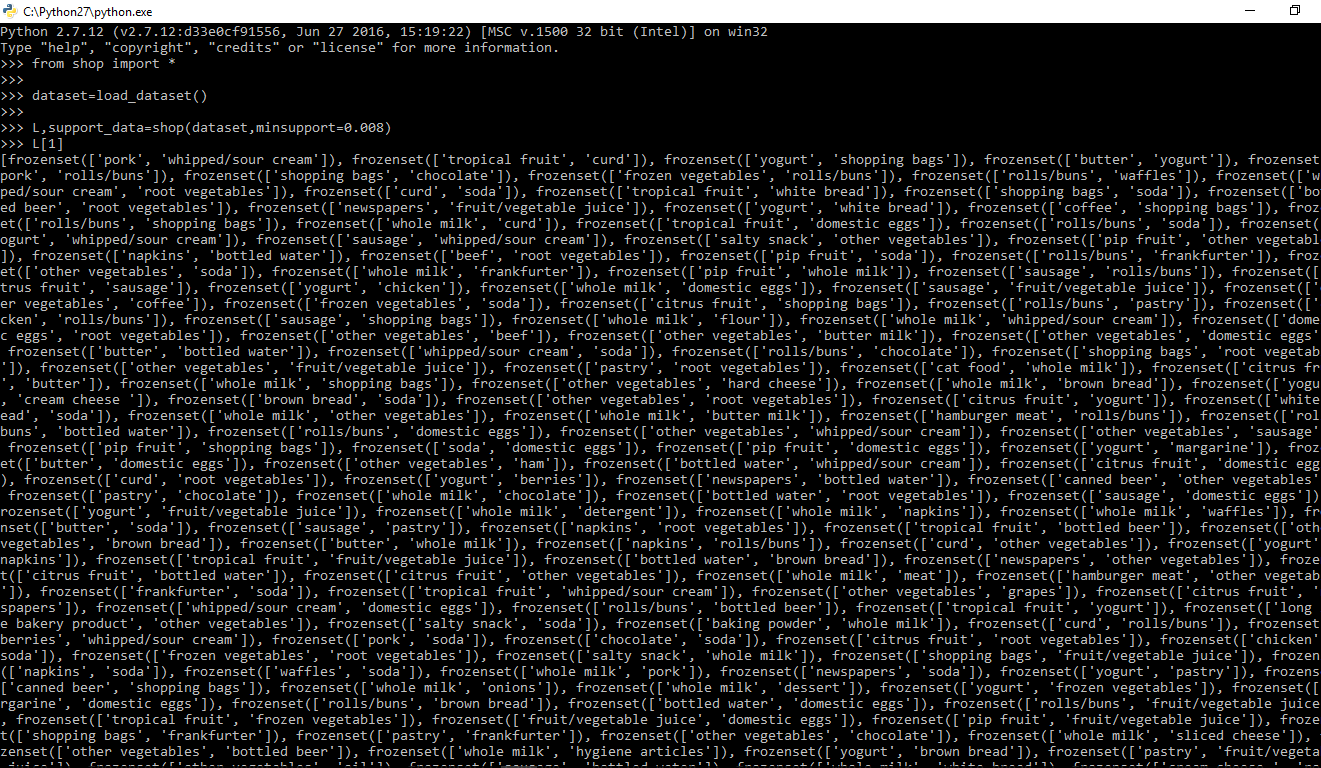 C:\Python27\python.exe
Python 2.7.12 (v2.7.12:d33e0cf91556, Jun 27 2016, 15:19:22) [MSC v.1500 32 bit (Intel)] on win32
Type "help", "copyright", "credits" or "license" for more information.
>>> from shop import *
>>>
>>> dataset=load_dataset()
>>>
>>> L,support_data=shop(dataset,minsupport=0.008)
>>> L[1]
[frozenset(['pork', 'whipped/sour cream']), frozenset(['tropical fruit', 'curd']), frozenset(['yogurt', 'shopping bags']), frozenset(['butter', 'yogurt']), frozenset
pork', 'rolls/buns']), frozenset(['shopping bags', 'chocolate']), frozenset(['frozen vegetables', 'rolls/buns']), frozenset(['rolls/buns', 'waffles']), frozenset(['w
ped/sour cream', 'root vegetables']), frozenset(['curd', 'soda']), frozenset(['tropical fruit', 'white bread']), frozenset(['shopping bags', 'soda']), frozenset(['bo
ed beer', 'root vegetables']), frozenset(['newspapers', 'fruit/vegetable juice']), frozenset(['yogurt', 'white bread']), frozenset(['coffee', 'shopping bags']), froz
et(['rolls/buns', 'shopping bags']), frozenset(['whole milk', 'curd']), frozenset(['tropical fruit', 'domestic eggs']), frozenset(['rolls/buns', 'soda']), frozenset(
ogurt', 'whipped/sour cream']), frozenset(['sausage', 'whipped/sour cream']), frozenset(['salty snack', 'other vegetables']), frozenset(['pip fruit', 'other vegetabl
]), frozenset(['napkins', 'bottled water']), frozenset(['beef', 'root vegetables']), frozenset(['pip fruit', 'soda']), frozenset(['rolls/buns', 'frankfurter']), froz
et(['other vegetables', 'soda']), frozenset(['whole milk', 'frankfurter']), frozenset(['pip fruit', 'whole milk']), frozenset(['sausage', 'rolls/buns']), frozenset([
trus fruit', 'sausage']), frozenset(['yogurt', 'chicken']), frozenset(['whole milk', 'domestic eggs']), frozenset(['sausage', 'fruit/vegetable juice']), frozenset(['
er vegetables', 'coffee']), frozenset(['frozen vegetables', 'soda']), frozenset(['citrus fruit', 'shopping bags']), frozenset(['rolls/buns', 'pastry']), frozenset(['
cken', 'rolls/buns']), frozenset(['sausage', 'shopping bags']), frozenset(['whole milk', 'flour']), frozenset(['whole milk', 'whipped/sour cream']), frozenset(['dome
c eggs', 'root vegetables']), frozenset(['other vegetables', 'beef']), frozenset(['other vegetables', 'butter milk']), frozenset(['other vegetables', 'domestic eggs'
 frozenset(['butter', 'bottled water']), frozenset(['whipped/sour cream', 'soda']), frozenset(['rolls/buns', 'chocolate']), frozenset(['shopping bags', 'root vegetab
]), frozenset(['other vegetables', 'fruit/vegetable juice']), frozenset(['pastry', 'root vegetables']), frozenset(['cat food', 'whole milk']), frozenset(['citrus fr
, 'butter']), frozenset(['whole milk', 'shopping bags']), frozenset(['other vegetables', 'hard cheese']), frozenset(['whole milk', 'brown bread']), frozenset(['yogu
, 'cream cheese ']), frozenset(['brown bread', 'soda']), frozenset(['other vegetables', 'root vegetables']), frozenset(['citrus fruit', 'yogurt']), frozenset(['white
ead', 'soda']), frozenset(['whole milk', 'other vegetables']), frozenset(['whole milk', 'butter milk']), frozenset(['hamburger meat', 'rolls/buns']), frozenset(['rol
buns', 'bottled water']), frozenset(['rolls/buns', 'domestic eggs']), frozenset(['other vegetables', 'whipped/sour cream']), frozenset(['other vegetables', 'sausage'
 frozenset(['pip fruit', 'shopping bags']), frozenset(['soda', 'domestic eggs']), frozenset(['pip fruit', 'domestic eggs']), frozenset(['yogurt', 'margarine']), froz
et(['butter', 'domestic eggs']), frozenset(['other vegetables', 'ham']), frozenset(['bottled water', 'whipped/sour cream']), frozenset(['citrus fruit', 'domestic egg
), frozenset(['curd', 'root vegetables']), frozenset(['yogurt', 'berries']), frozenset(['newspapers', 'bottled water']), frozenset(['canned beer', 'other vegetables'
 frozenset(['pastry', 'chocolate']), frozenset(['whole milk', 'chocolate']), frozenset(['bottled water', 'root vegetables']), frozenset(['sausage', 'domestic eggs'])
rozenset(['yogurt', 'fruit/vegetable juice']), frozenset(['whole milk', 'detergent']), frozenset(['whole milk', 'napkins']), frozenset(['whole milk', 'waffles']), fr
nset(['butter', 'soda']), frozenset(['sausage', 'pastry']), frozenset(['napkins', 'root vegetables']), frozenset(['tropical fruit', 'bottled beer']), frozenset(['oth
vegetables', 'brown bread']), frozenset(['butter', 'whole milk']), frozenset(['napkins', 'rolls/buns']), frozenset(['curd', 'other vegetables']), frozenset(['yogurt'
napkins']), frozenset(['tropical fruit', 'fruit/vegetable juice']), frozenset(['bottled water', 'brown bread']), frozenset(['newspapers', 'other vegetables']), froze
t(['citrus fruit', 'bottled water']), frozenset(['citrus fruit', 'other vegetables']), frozenset(['whole milk', 'meat']), frozenset(['hamburger meat', 'other vegetab
']), frozenset(['frankfurter', 'soda']), frozenset(['tropical fruit', 'whipped/sour cream']), frozenset(['other vegetables', 'grapes']), frozenset(['citrus fruit', '
spapers']), frozenset(['whipped/sour cream', 'domestic eggs']), frozenset(['rolls/buns', 'bottled beer']), frozenset(['tropical fruit', 'yogurt']), frozenset(['long
e bakery product', 'other vegetables']), frozenset(['salty snack', 'soda']), frozenset(['baking powder', 'whole milk']), frozenset(['curd', 'rolls/buns']), frozenset
berries', 'whipped/sour cream']), frozenset(['pork', 'soda']), frozenset(['chocolate', 'soda']), frozenset(['citrus fruit', 'root vegetables']), frozenset(['chicken'
soda']), frozenset(['frozen vegetables', 'root vegetables']), frozenset(['salty snack', 'whole milk']), frozenset(['shopping bags', 'fruit/vegetable juice']), frozen
(['napkins', 'soda']), frozenset(['waffles', 'soda']), frozenset(['whole milk', 'pork']), frozenset(['newspapers', 'soda']), frozenset(['yogurt', 'pastry']), frozens
['canned beer', 'shopping bags']), frozenset(['whole milk', 'onions']), frozenset(['whole milk', 'dessert']), frozenset(['yogurt', 'frozen vegetables']), frozenset([
rgarine', 'domestic eggs']), frozenset(['rolls/buns', 'brown bread']), frozenset(['bottled water', 'domestic eggs']), frozenset(['rolls/buns', 'fruit/vegetable juice
, frozenset(['tropical fruit', 'frozen vegetables']), frozenset(['fruit/vegetable juice', 'domestic eggs']), frozenset(['pip fruit', 'fruit/vegetable juice']), froze
t(['shopping bags', 'frankfurter']), frozenset(['pastry', 'frankfurter']), frozenset(['other vegetables', 'chocolate']), frozenset(['whole milk', 'sliced cheese']),
zenset(['other vegetables', 'bottled beer']), frozenset(['whole milk', 'hygiene articles']), frozenset(['yogurt', 'brown bread']), frozenset(['pastry', 'fruit/vegeta